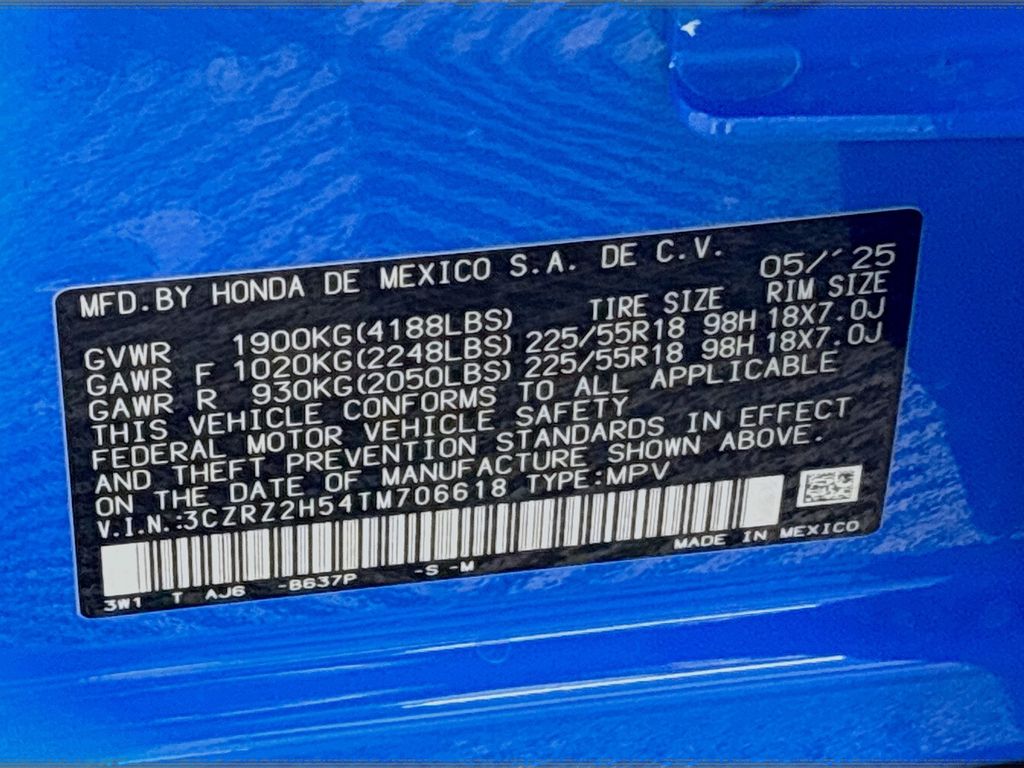 MFD.BY HONDA DE MEXICO S.A. DE C.V.
05/´25
TIRE SIZE RIM SIZE
GVWR 1900KG(4188LBS)
GAWR F 1020KG(2248LBS) 225/55R18 98H 18X7.0J
GAWR R 930KG(2050LBS) 225/55R18 98H 18X7.0J
THIS VEHICLE CONFORMS TO ALL APPLICABLE
FEDERAL MOTOR VEHICLE SAFETY
AND THEFT PREVENTION STANDARDS IN EFFECT
ON THE DATE OF MANUFACTURE SHOWN ABOVE.
V.I.N.:3CZRZ2H54TM706618 TYPE:MPV
3W1 T AJ6 -B637P -S -M
MADE IN MEXICO